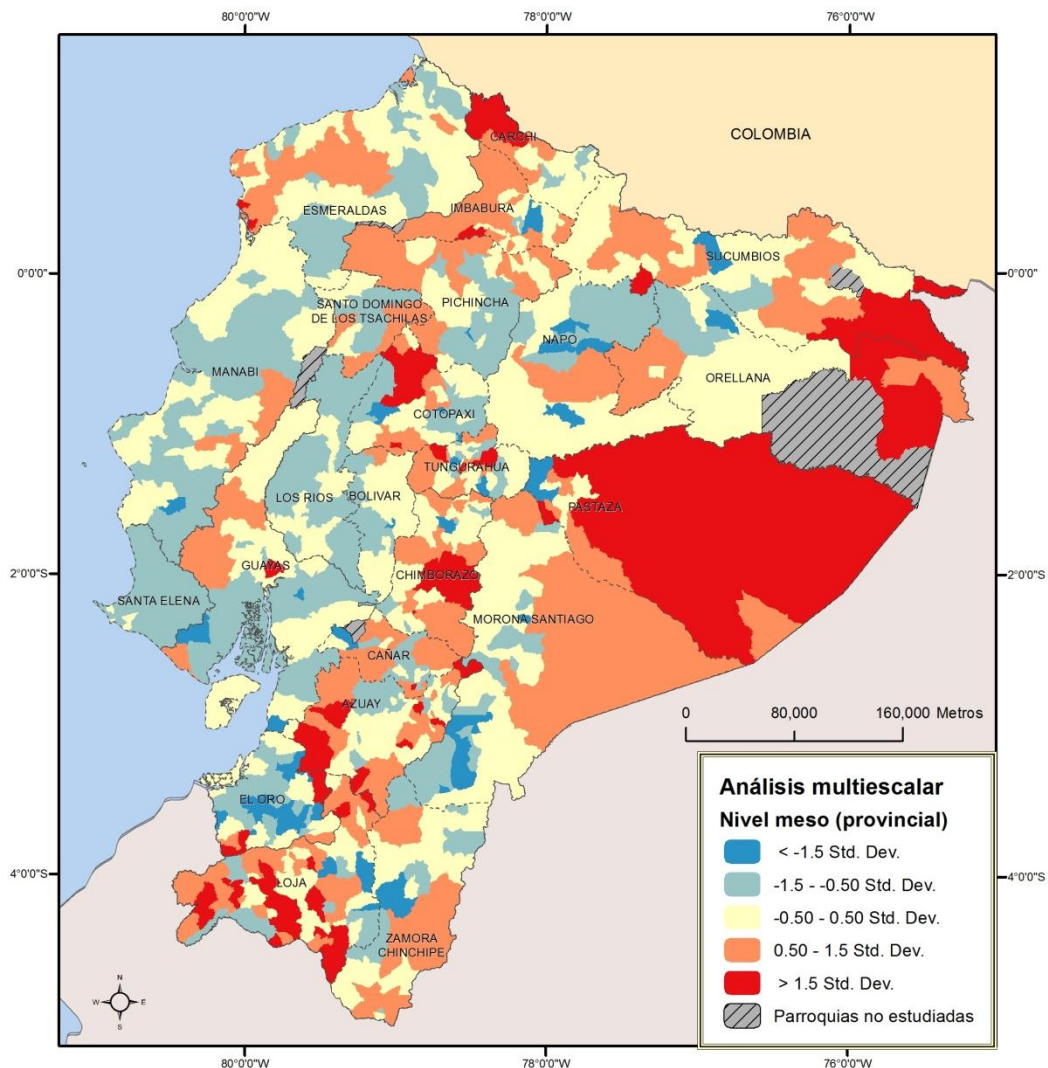 80°0'0"W
78°0'0"W
76°0'0"W
COLOMBIA
CARCHI
ESMERALDAS
IMBABURA
SUCUMBIOS
0°0'0"
0°0'0"
PICHINCHA
SANTO DOMINGO
DE LOS TSACHILAS
NAPO
MANABI
ORELLANA
COTOPAXI
TUNGURAHUA
LOS RIOS
BOLIVAR
PASTAZA
GUAYAS
CHIMBORAZO
2°0'0"S
2°0'0"S
SANTA ELENA
MORONA SANTIAGO
CAÑAR
AZUAY
0
80,000
160,000 Metros
EL ORO
LOJA
4°0'0"S
4°0'0"S
ZAMORA
CHINCHIPE
N
W
E
S
Análisis multiescalar
Nivel meso (provincial)
< -1.5 Std. Dev.
-1.5 - -0.50 Std. Dev.
-0.50 - 0.50 Std. Dev.
0.50 - 1.5 Std. Dev.
> 1.5 Std. Dev.
Parroquias no estudiadas
80°0'0"W
78°0'0"W
76°0'0"W